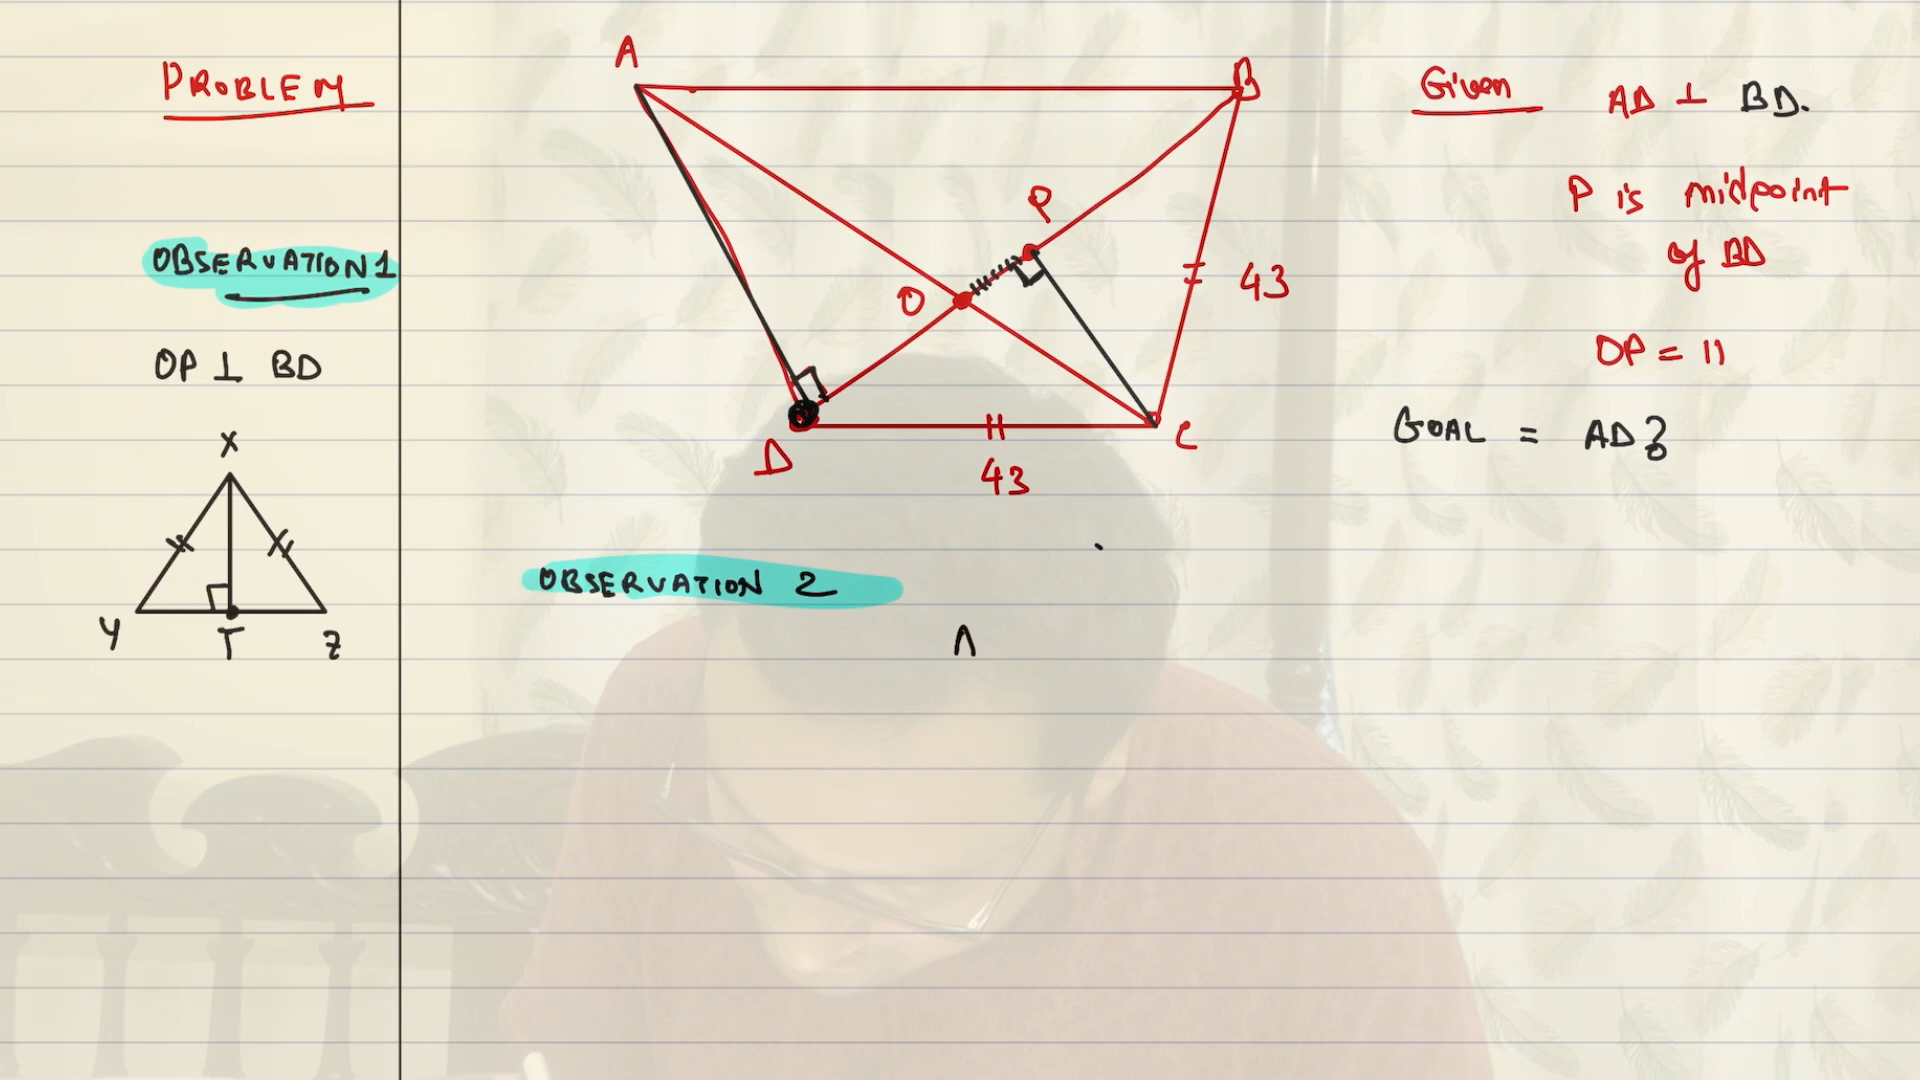 PROBLEM
OBSERVATION 1
OP ⊥ BD
X
Y T Z
A
B
P
O
43
D
C
43
Given AD ⊥ BD.
P is midpoint
of BD
OP = 11
GOAL = AD?
OBSERVATION 2
Λ